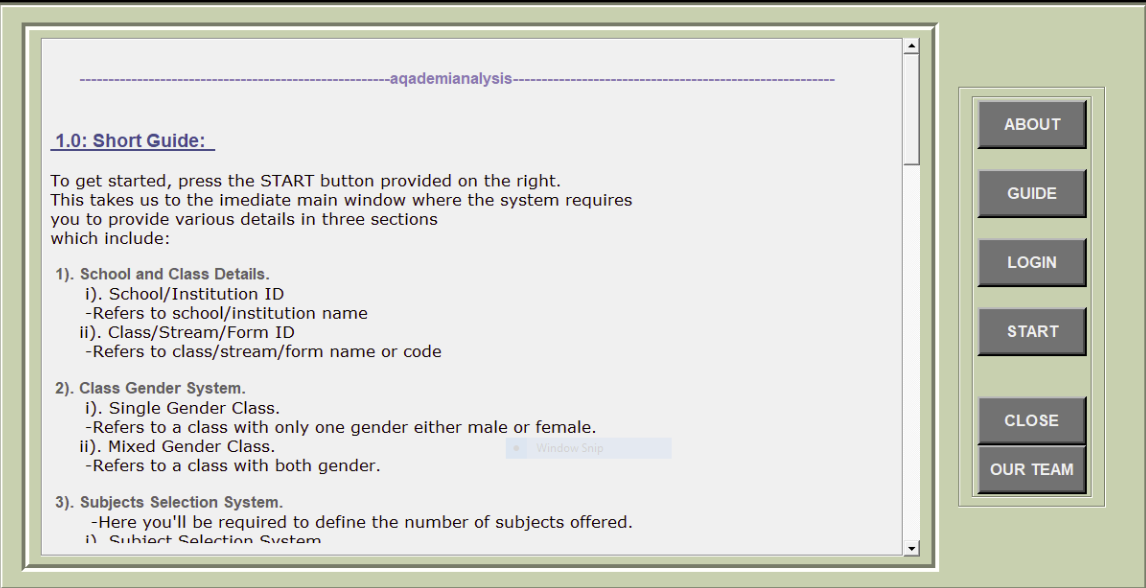 ------------------------------------------------------aqademianalysis--------------------------------------------------------
1.0: Short Guide:
To get started, press the START button provided on the right.
This takes us to the imediate main window where the system requires
you to provide various details in three sections
which include:
1). School and Class Details.
i). School/Institution ID
-Refers to school/institution name
ii). Class/Stream/Form ID
-Refers to class/stream/form name or code
2). Class Gender System.
i). Single Gender Class.
-Refers to a class with only one gender either male or female.
ii). Mixed Gender Class.
Window Snip
-Refers to a class with both gender.
3). Subjects Selection System.
-Here you'll be required to define the number of subjects offered.
i). Subject Selection System
ABOUT
GUIDE
LOGIN
START
CLOSE
OUR TEAM